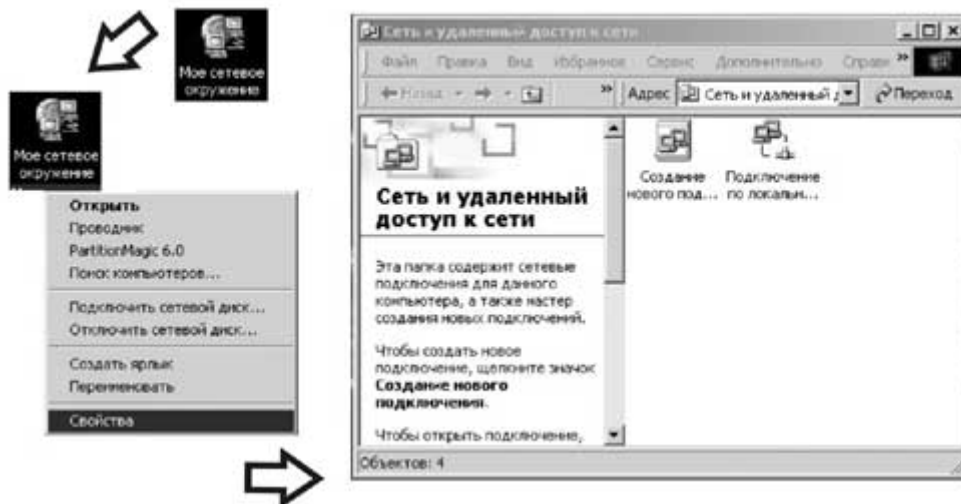 Мое сетевое
окружение
Мое сетевое
окружение
Открыть
Проводник
PartitionMagic 6.0
Поиск компьютеров...
Подключить сетевой диск...
Отключить сетевой диск...
Создать ярлык
Переименовать
Свойства
Сеть и удаленный доступ к сети
Файл Правка Вид Избранное Сервис Дополнительно Справк »
Назад » Адрес Сеть и удаленный д Переход
Сеть и удаленный
доступ к сети
Эта папка содержит сетевые
подключения для данного
компьютера, а также мастер
создания новых подключений.
Чтобы создать новое
подключение, щелкните значок
Создание нового
подключения.
Чтобы открыть подключение,
Создание
нового под...
Подключение
по локальн...
Объектов: 4